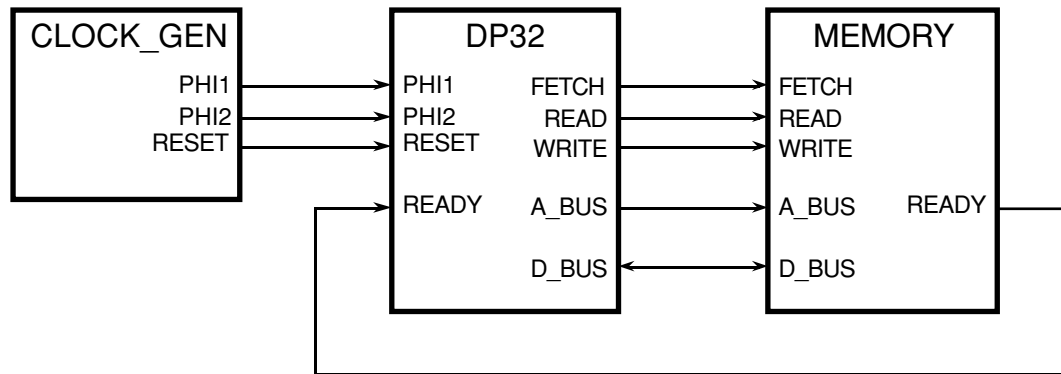 CLOCK_GEN
PHI1
PHI2
RESET
DP32
PHI1
PHI2
RESET
READY
FETCH
READ
WRITE
A_BUS
D_BUS
MEMORY
FETCH
READ
WRITE
A_BUS
D_BUS
READY